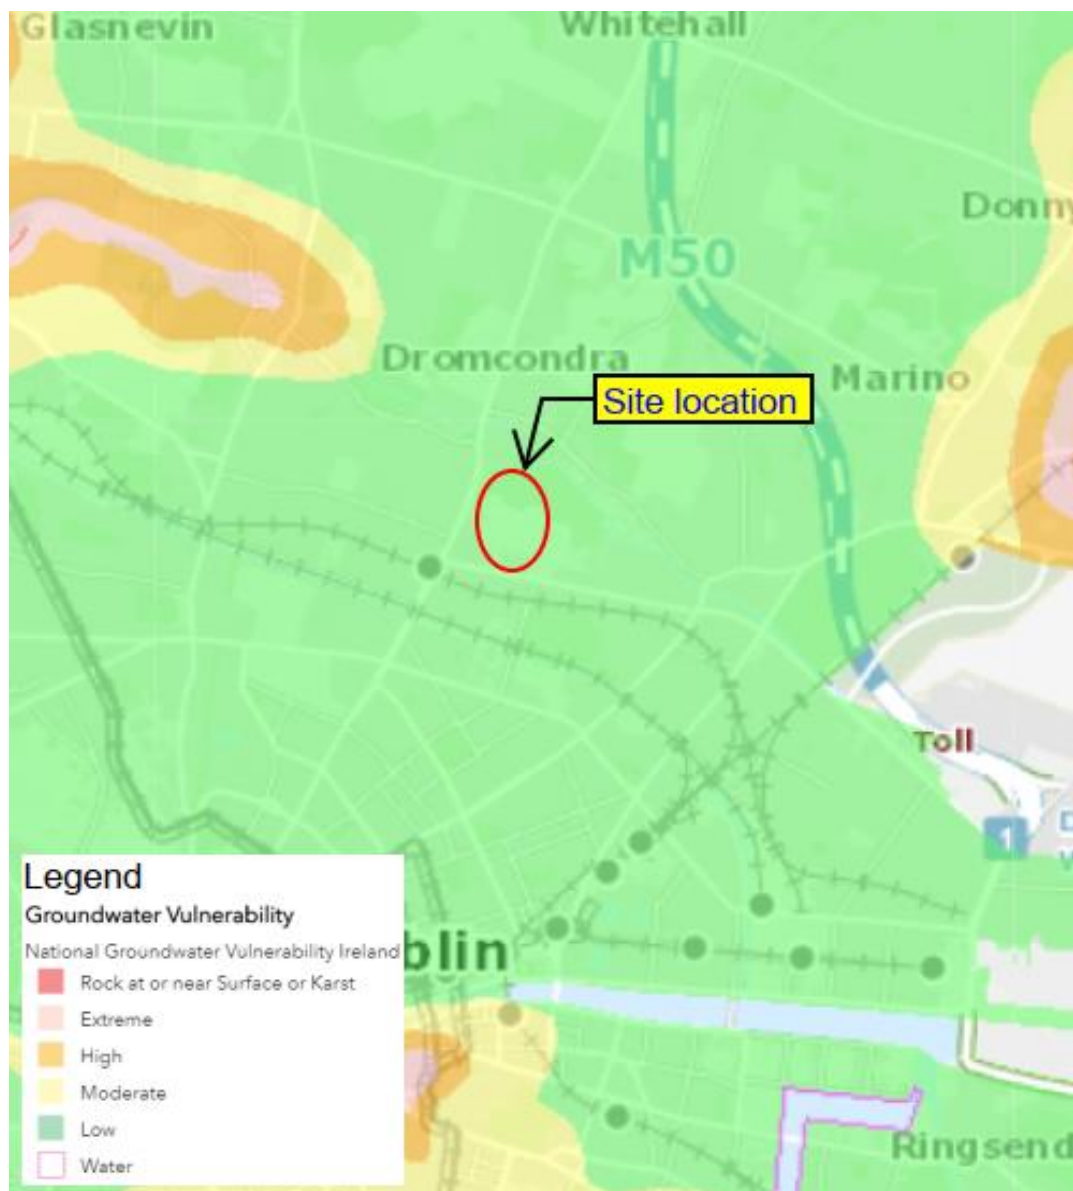 Glasnevin
Whitehall
Donny
M50
Dromcondra
Marino
Site location
Toll
1
D
W
Legend
Groundwater Vulnerability
National Groundwater Vulnerability Ireland
Rock at or near Surface or Karst
Extreme
High
Moderate
Low
Water
blin
Ringsend